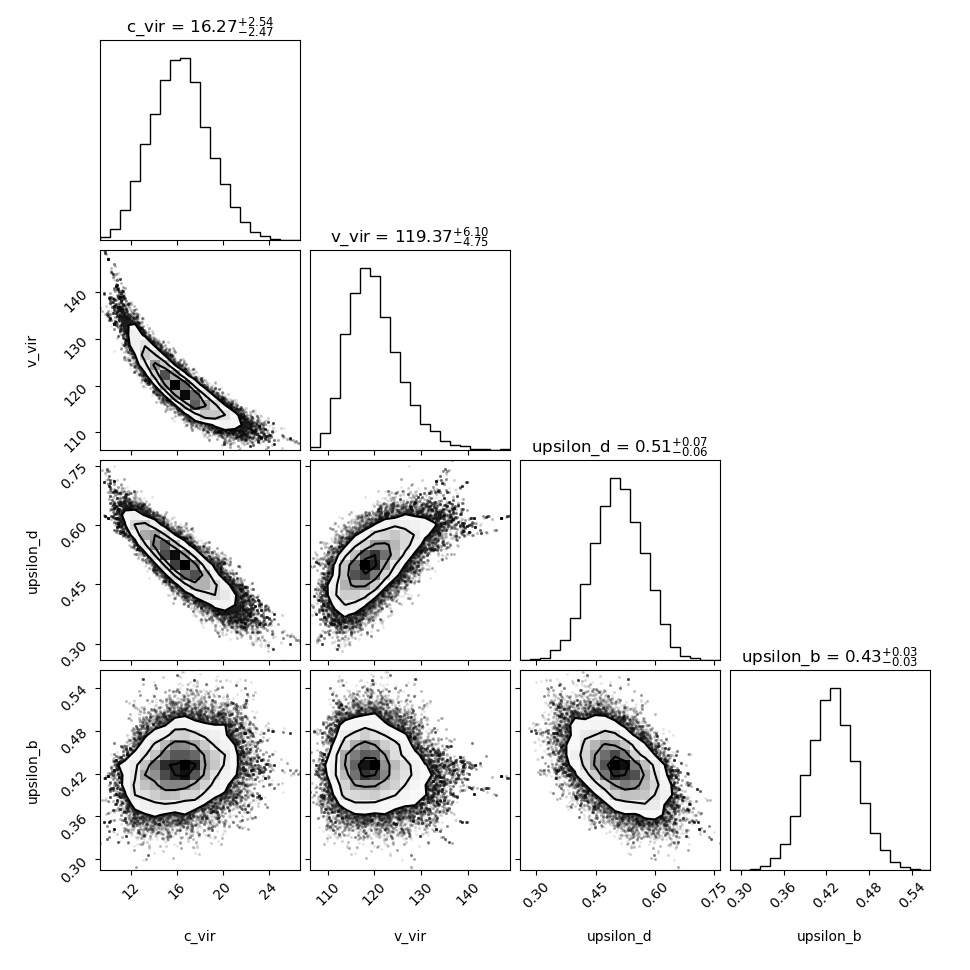 c_vir = 16.27+2.54−2.47
v_vir = 119.37+6.10−4.75
140
130
120
110
v_vir
upsilon_d = 0.51+0.07−0.06
0.75
0.60
0.45
0.30
upsilon_d
upsilon_b = 0.43+0.03−0.03
0.54
0.48
0.42
0.36
0.30
upsilon_b
12 16 20 24
110 120 130 140
0.30 0.45 0.60 0.75
0.30 0.36 0.42 0.48 0.54
c_vir v_vir upsilon_d upsilon_b